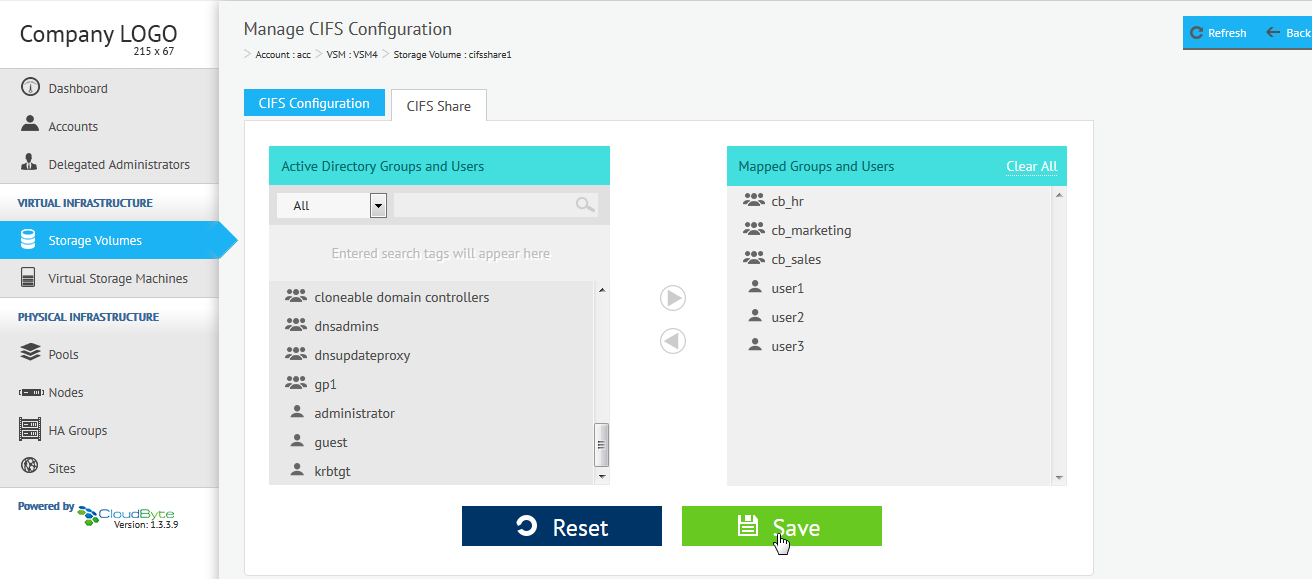 Company LOGO
215 x 67
Dashboard
Accounts
Delegated Administrators
VIRTUAL INFRASTRUCTURE
Storage Volumes
Virtual Storage Machines
PHYSICAL INFRASTRUCTURE
Pools
Nodes
HA Groups
Sites
Powered by CloudByte
Version: 1.3.3.9
Manage CIFS Configuration
Refresh Back
Account : acc > VSM : VSM4 > Storage Volume : cifsshare1
CIFS Configuration CIFS Share
Active Directory Groups and Users
All
Entered search tags will appear here
cloneable domain controllers
dnsadmins
dnsupdateproxy
gp1
administrator
guest
krbtgt
Mapped Groups and Users Clear All
cb_hr
cb_marketing
cb_sales
user1
user2
user3
Reset Save